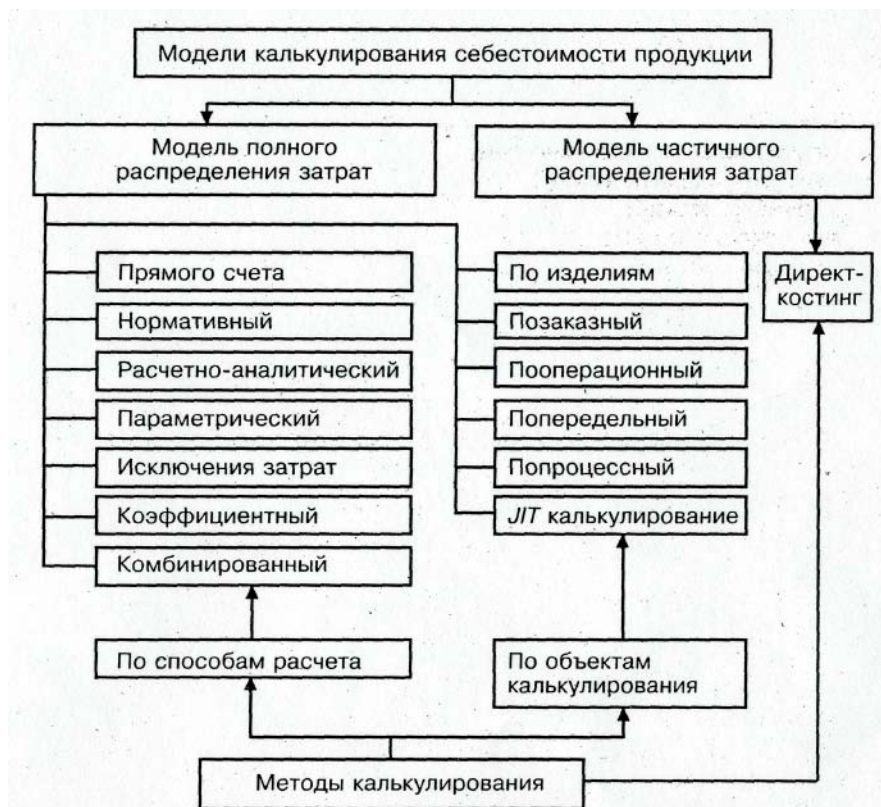 Модели калькулирования себестоимости продукции
Модель полного
распределения затрат
Модель частичного
распределения затрат
Прямого счета
Нормативный
Расчетно-аналитический
Параметрический
Исключения затрат
Коэффициентный
Комбинированный
По изделиям
Позаказный
Пооперационный
Попередельный
Попроцессный
JIT калькулирование
Директ-
костинг
По способам расчета
По объектам
калькулирования
Методы калькулирования